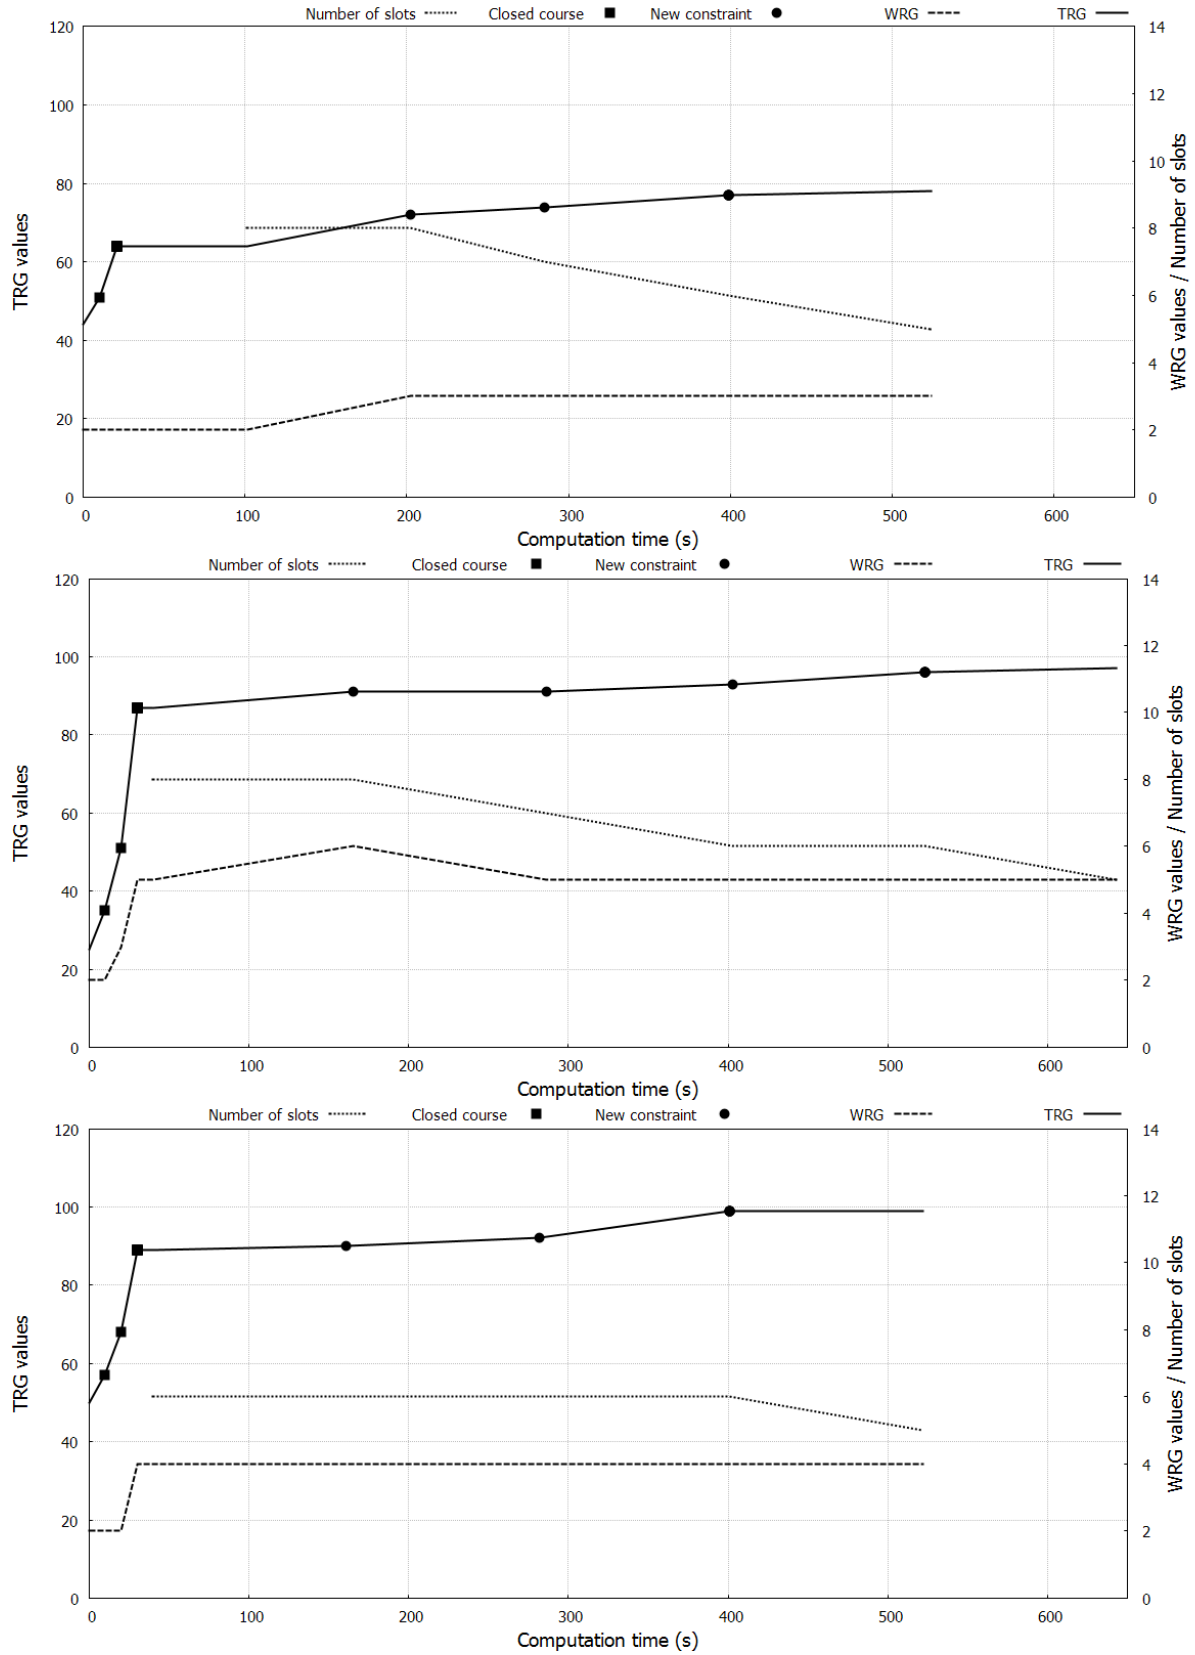 Number of slots Closed course New constraint WRG TRG
120 14
12
100
10
80
8
60
6
40
4
20
2
0 0
0 100 200 300 400 500 600
Computation time (s)
TRG values
WRG values / Number of slots
Number of slots Closed course New constraint WRG TRG
120 14
12
100
10
80
8
60
6
40
4
20
2
0 0
0 100 200 300 400 500 600
Computation time (s)
TRG values
WRG values / Number of slots
Number of slots Closed course New constraint WRG TRG
120 14
12
100
10
80
8
60
6
40
4
20
2
0 0
0 100 200 300 400 500 600
Computation time (s)
TRG values
WRG values / Number of slots